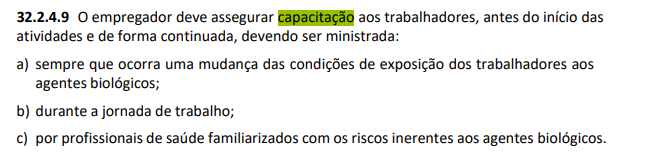 32.2.4.9 O empregador deve assegurar capacitação aos trabalhadores, antes do início das
atividades e de forma continuada, devendo ser ministrada:
a) sempre que ocorra uma mudança das condições de exposição dos trabalhadores aos
agentes biológicos;
b) durante a jornada de trabalho;
c) por profissionais de saúde familiarizados com os riscos inerentes aos agentes biológicos.